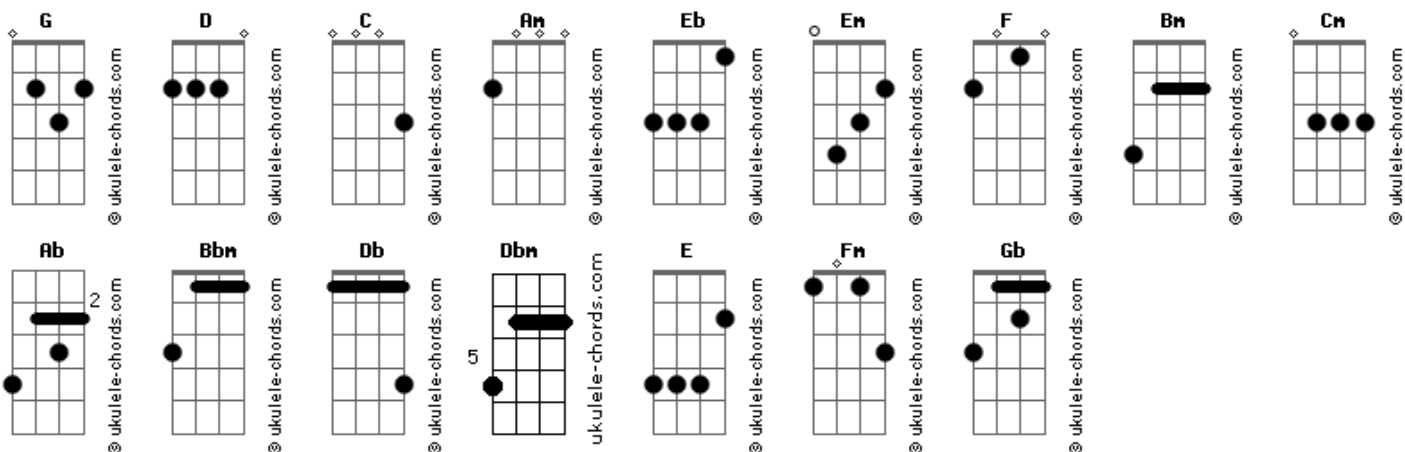 G D C Am Eb Em F Bm Cm
© ukulele-chords.com © ukulele-chords.com © ukulele-chords.com © ukulele-chords.com © ukulele-chords.com © ukulele-chords.com © ukulele-chords.com © ukulele-chords.com © ukulele-chords.com
Ab Bbm Db Dbm E Fm Gb
2
5
© ukulele-chords.com © ukulele-chords.com © ukulele-chords.com ukulele-chords.com © ukulele-chords.com © ukulele-chords.com © ukulele-chords.com